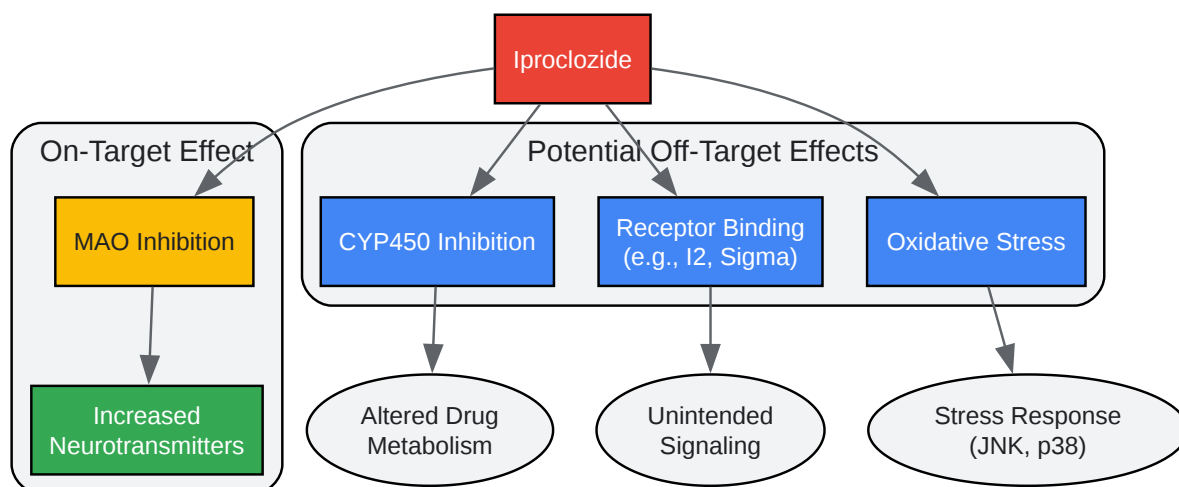 Iproclozide
On-Target Effect
Potential Off-Target Effects
MAO Inhibition
CYP450 Inhibition
Receptor Binding
(e.g., I2, Sigma)
Oxidative Stress
Increased
Neurotransmitters
Altered Drug
Metabolism
Unintended
Signaling
Stress Response
(JNK, p38)